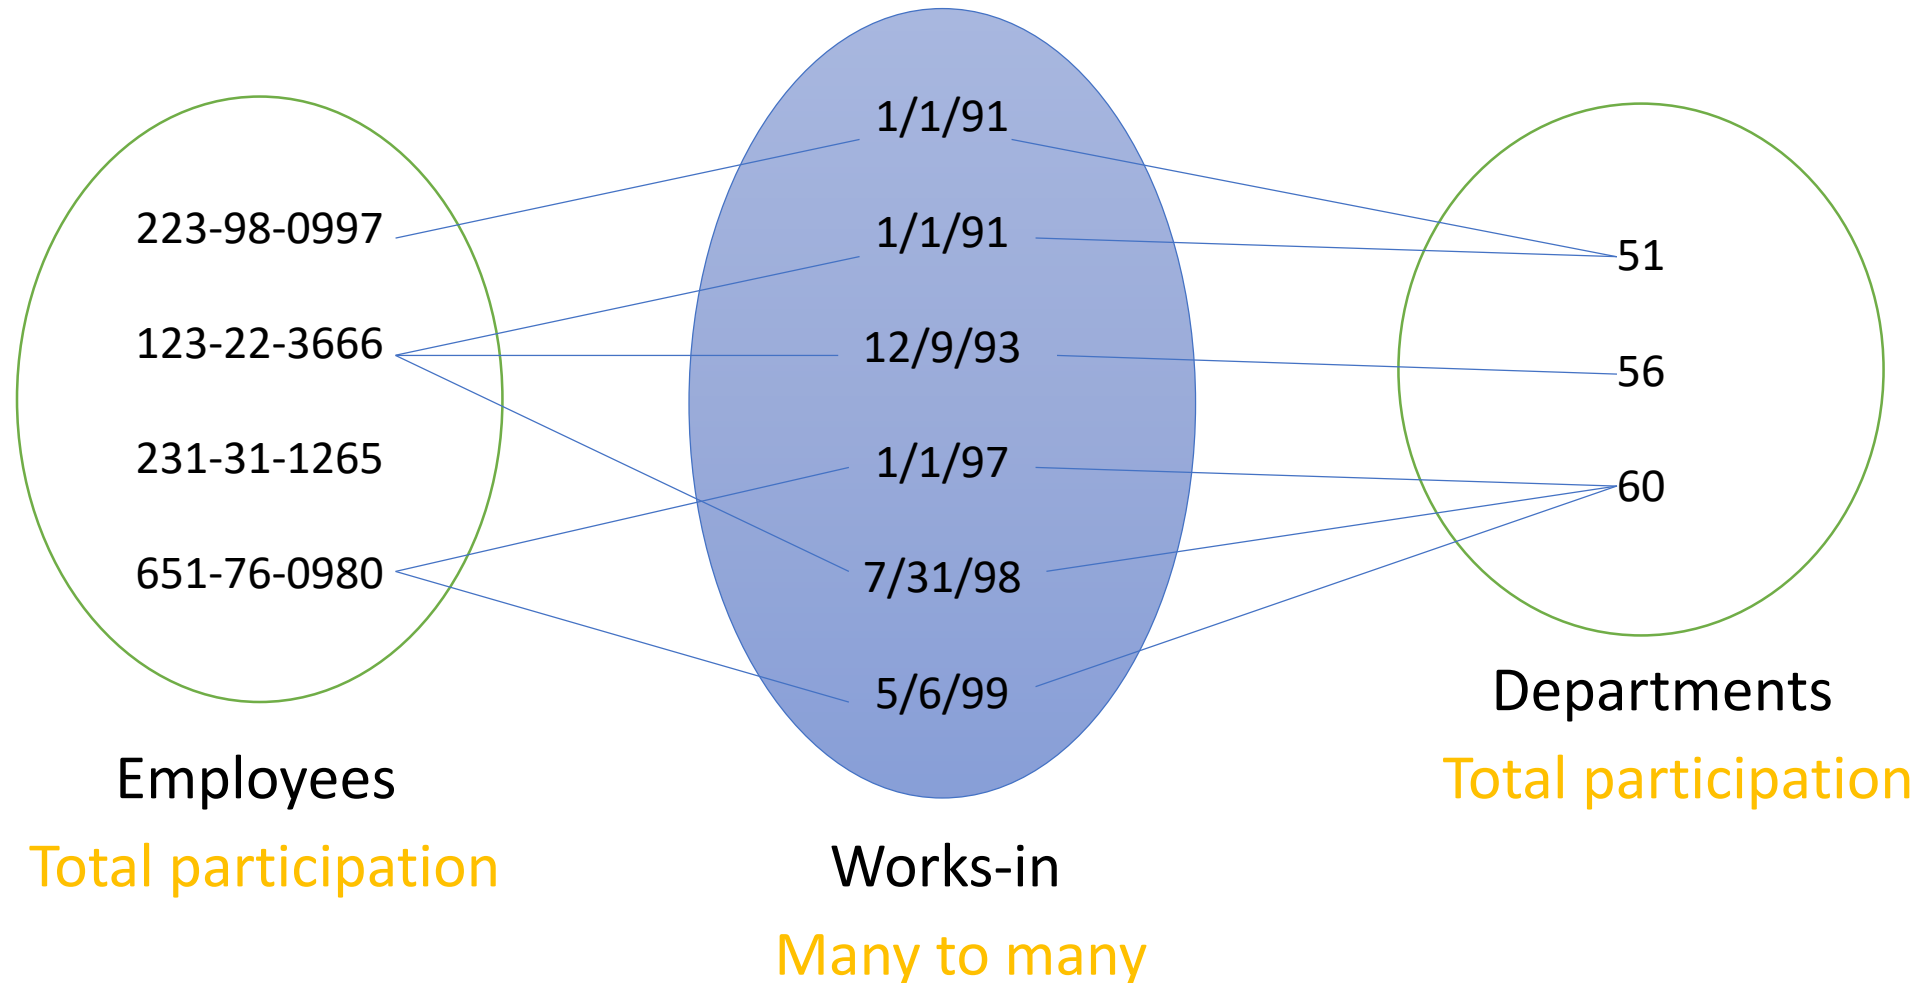 223-98-0997
123-22-3666
231-31-1265
651-76-0980
Employees
Total participation
1/1/91
1/1/91
12/9/93
1/1/97
7/31/98
5/6/99
Works-in
Many to many
51
56
60
Departments
Total participation